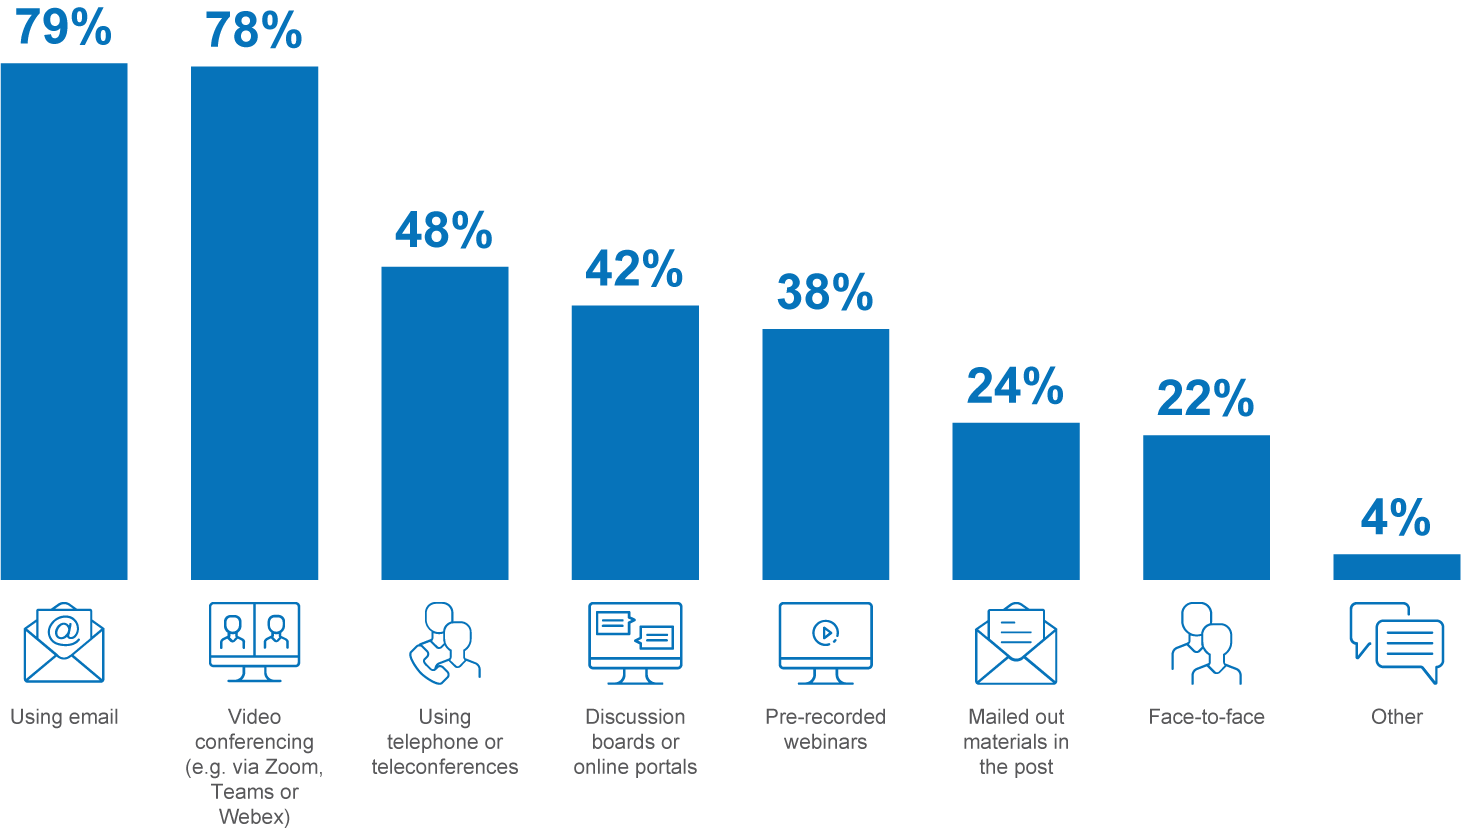 79%
78%
48%
42%
38%
24%
22%
4%
@
Using email
Video
conferencing
(e.g. via Zoom,
Teams or
Webex)
Using
telephone or
teleconferences
Discussion
boards or
online portals
Pre-recorded
webinars
Mailed out
materials in
the post
Face-to-face
Other